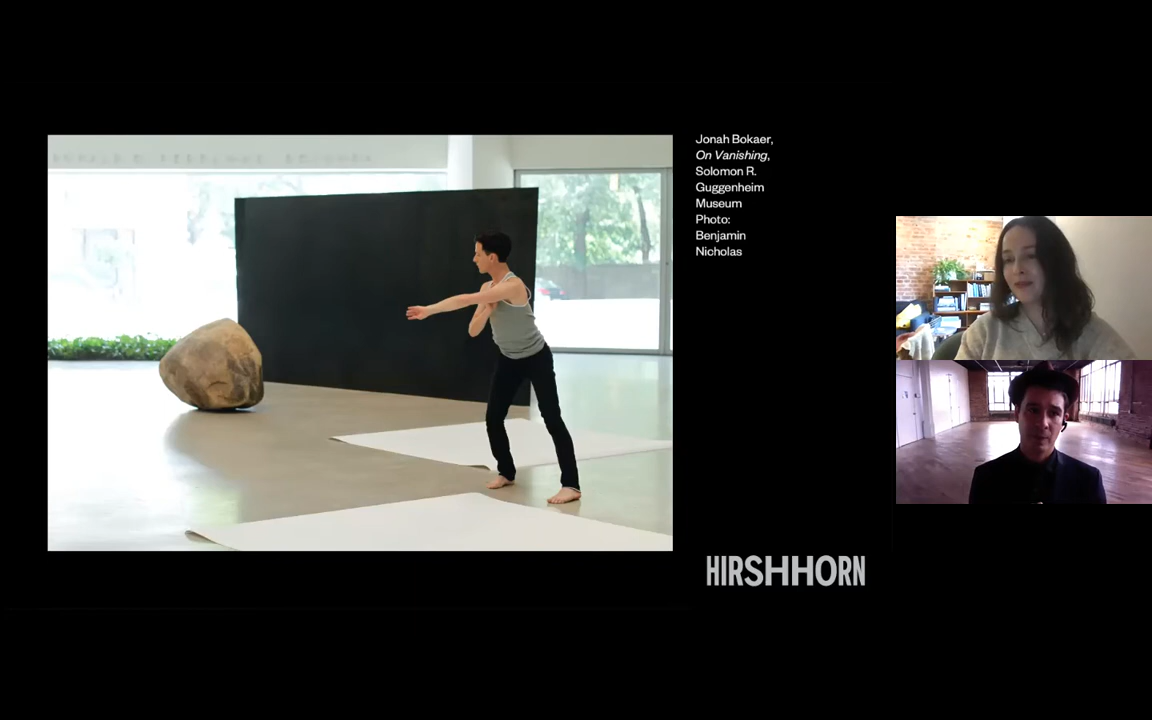 Jonah Bokaer,
On Vanishing,
Solomon R.
Guggenheim
Museum
Photo:
Benjamin
Nicholas
HIRSHHORN